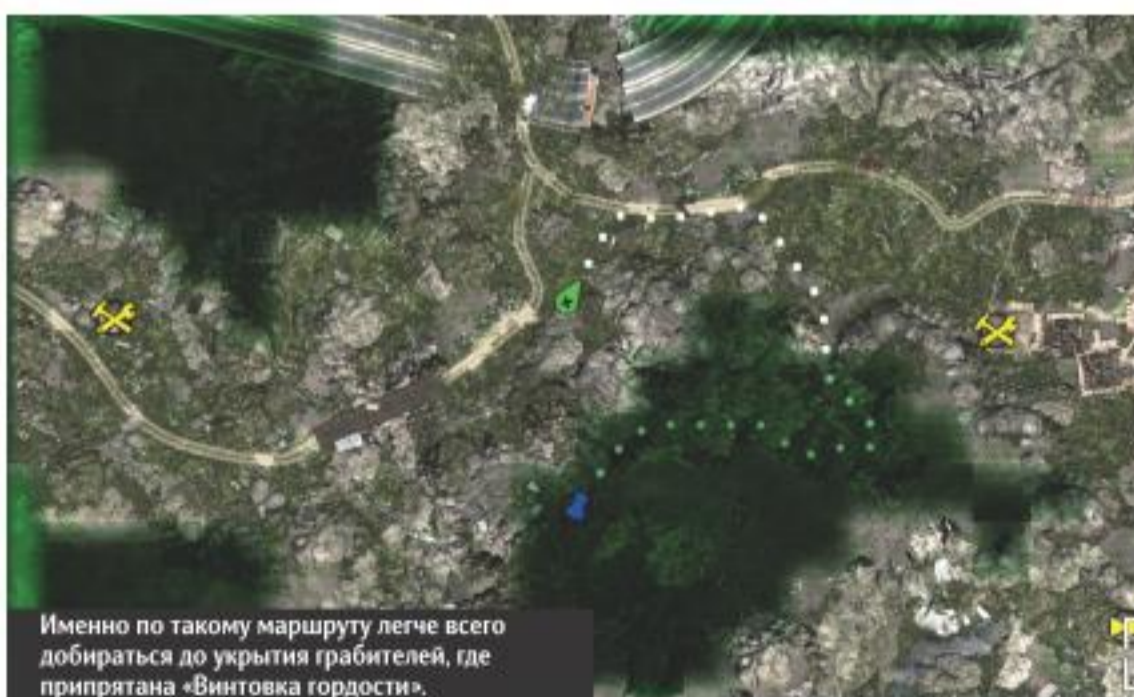 Именно по такому маршруту легче всего
добираться до укрытия грабителей, где
припрятана «Винтовка гордости».